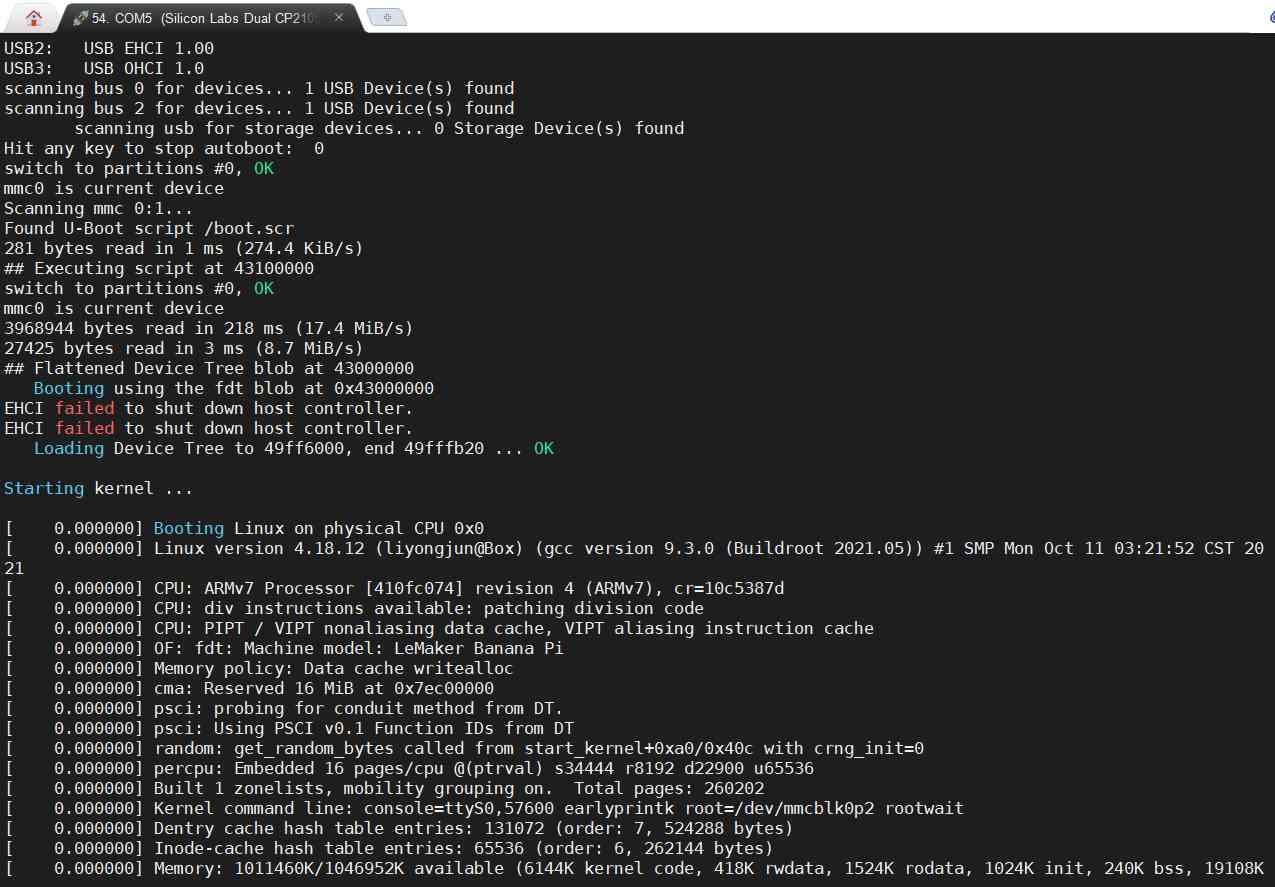 54. COM5 (Silicon Labs Dual CP210
USB2:   USB EHCI 1.00
USB3:   USB OHCI 1.0
scanning bus 0 for devices... 1 USB Device(s) found
scanning bus 2 for devices... 1 USB Device(s) found
       scanning usb for storage devices... 0 Storage Device(s) found
Hit any key to stop autoboot:  0
switch to partitions #0, OK
mmc0 is current device
Scanning mmc 0:1...
Found U-Boot script /boot.scr
281 bytes read in 1 ms (274.4 KiB/s)
## Executing script at 43100000
switch to partitions #0, OK
mmc0 is current device
3968944 bytes read in 218 ms (17.4 MiB/s)
27425 bytes read in 3 ms (8.7 MiB/s)
## Flattened Device Tree blob at 43000000
   Booting using the fdt blob at 0x43000000
EHCI failed to shut down host controller.
EHCI failed to shut down host controller.
   Loading Device Tree to 49ff6000, end 49fffb20 ... OK
Starting kernel ...
[    0.000000] Booting Linux on physical CPU 0x0
[    0.000000] Linux version 4.18.12 (liyongjun@Box) (gcc version 9.3.0 (Buildroot 2021.05)) #1 SMP Mon Oct 11 03:21:52 CST 20
21
[    0.000000] CPU: ARMv7 Processor [410fc074] revision 4 (ARMv7), cr=10c5387d
[    0.000000] CPU: div instructions available: patching division code
[    0.000000] CPU: PIPT / VIPT nonaliasing data cache, VIPT aliasing instruction cache
[    0.000000] OF: fdt: Machine model: LeMaker Banana Pi
[    0.000000] Memory policy: Data cache writealloc
[    0.000000] cma: Reserved 16 MiB at 0x7ec00000
[    0.000000] psci: probing for conduit method from DT.
[    0.000000] psci: Using PSCI v0.1 Function IDs from DT
[    0.000000] random: get_random_bytes called from start_kernel+0xa0/0x40c with crng_init=0
[    0.000000] percpu: Embedded 16 pages/cpu @(ptrval) s34444 r8192 d22900 u65536
[    0.000000] Built 1 zonelists, mobility grouping on.  Total pages: 260202
[    0.000000] Kernel command line: console=ttyS0,57600 earlyprintk root=/dev/mmcblk0p2 rootwait
[    0.000000] Dentry cache hash table entries: 131072 (order: 7, 524288 bytes)
[    0.000000] Inode-cache hash table entries: 65536 (order: 6, 262144 bytes)
[    0.000000] Memory: 1011460K/1046952K available (6144K kernel code, 418K rwdata, 1524K rodata, 1024K init, 240K bss, 19108K